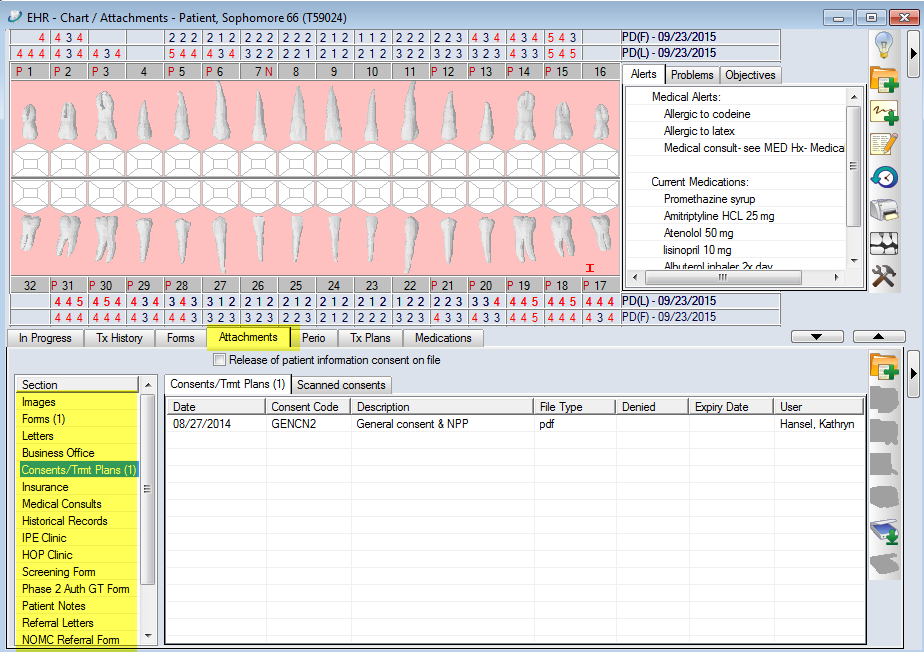 EHR - Chart / Attachments - Patient, Sophomore 66 (T59024)
4 4 3 4 2 2 2 2 1 2 2 1 2 2 2 2 2 1 2 1 1 2 2 2 2 2 2 3 4 3 4 4 3 4 5 4 3 PD(F) - 09/23/2015
4 4 4 4 3 4 4 3 4 5 4 4 4 3 4 3 2 2 2 2 1 2 1 2 2 1 2 3 2 2 3 2 3 4 3 4 4 3 5 5 4 5 PD(L) - 09/23/2015
P 1 P 2 P 3 4 P 5 P 6 7 N 8 9 10 11 P 12 P 13 P 14 P 15 16
Alerts Problems Objectives
Medical Alerts:
Allergic to codeine
Allergic to latex
Medical consult- see MED Hx- Medical
Current Medications:
Promethazine syrup
Amitriptyline HCL 25 mg
Atenolol 50 mg
lisinopril 10 mg
Albuterol inhaler 2x day
I
32 P 31 P 30 P 29 P 28 27 26 25 24 23 22 P 21 P 20 P 19 P 18 P 17
4 4 5 4 5 4 4 3 4 3 4 3 3 1 2 2 1 2 2 1 2 2 1 2 2 1 2 1 2 2 2 2 3 3 3 4 4 4 5 4 4 5 4 4 4 PD(L) - 09/23/2015
4 4 4 4 4 4 4 3 4 4 4 3 3 2 3 3 2 2 2 2 3 2 2 2 2 2 2 3 2 3 3 2 3 4 3 4 4 4 5 4 4 4 4 3 4 PD(F) - 09/23/2015
In Progress Tx History Forms Attachments Perio Tx Plans Medications
Release of patient information consent on file
Section
Images
Forms (1)
Letters
Business Office
Consents/Tmt Plans (1)
Insurance
Medical Consults
Historical Records
IPE Clinic
HOP Clinic
Screening Form
Phase 2 Auth GT Form
Patient Notes
Referral Letters
NOMC Referral Form
Consents/Tmt Plans (1) Scanned consents
Date Consent Code Description File Type Denied Expiry Date User
08/27/2014 GENCN2 General consent & NPP pdf Hansel, Kathryn